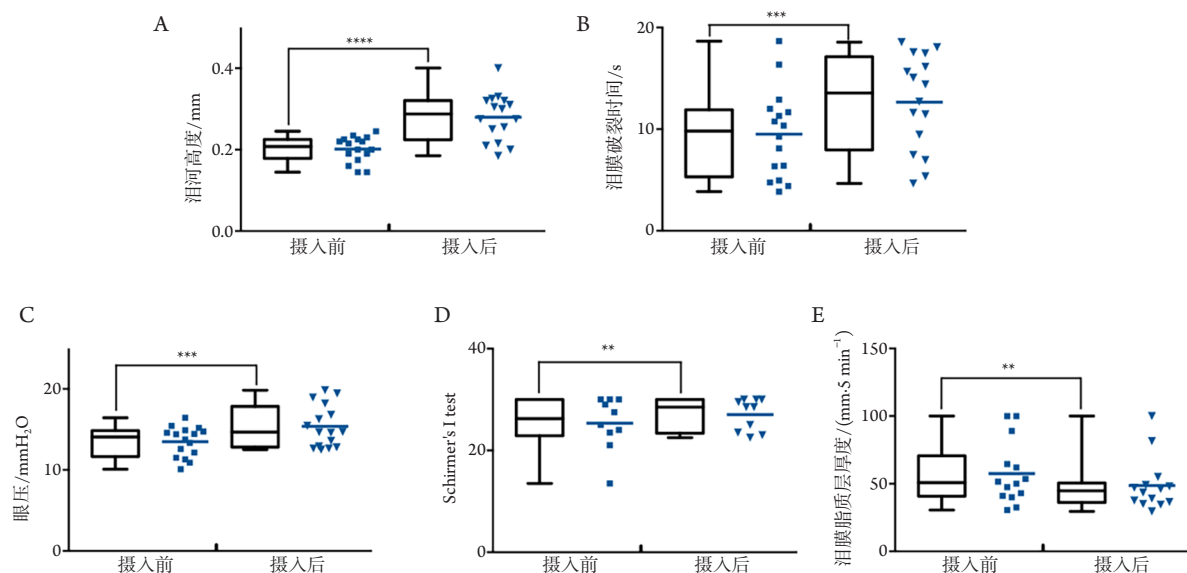 A
泪河高度/mm
0.4
0.2
0.0
****
摄入前
摄入后
B
泪膜破裂时间/s
20
10
0
***
摄入前
摄入后
C
眼压/mmH₂O
20
10
0
***
摄入前
摄入后
D
Schirmer's I test
40
20
0
**
摄入前
摄入后
E
泪膜脂质层厚度/(mm·5 min⁻¹)
150
100
50
0
**
摄入前
摄入后